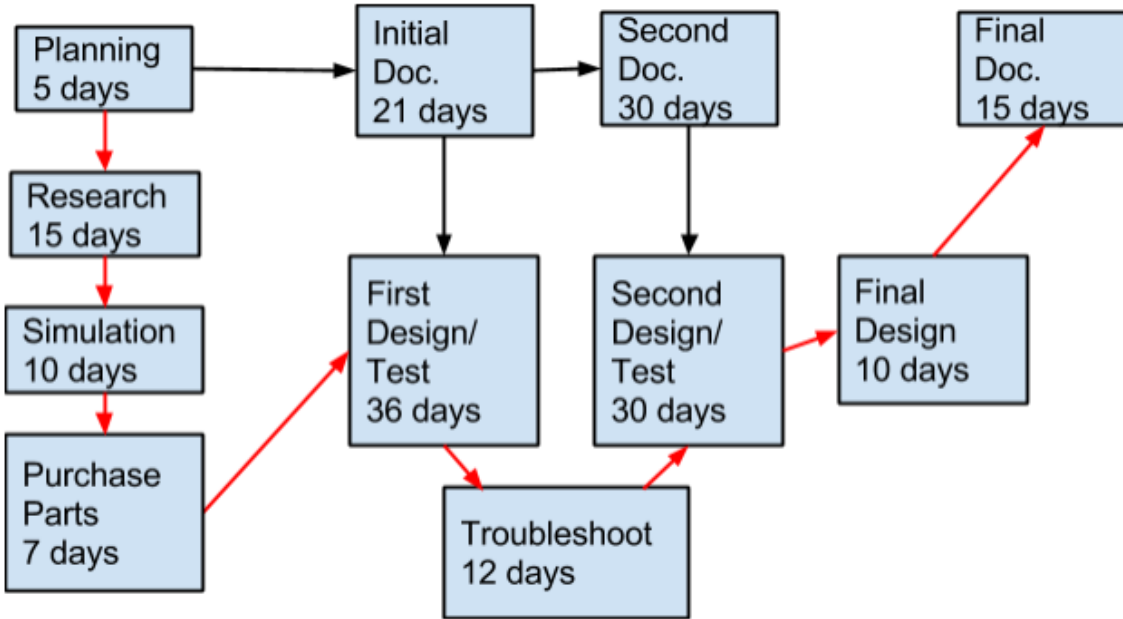 Planning
5 days
Initial
Doc.
21 days
Second
Doc.
30 days
Final
Doc.
15 days
Research
15 days
Simulation
10 days
Purchase
Parts
7 days
First
Design/
Test
36 days
Second
Design/
Test
30 days
Final
Design
10 days
Troubleshoot
12 days